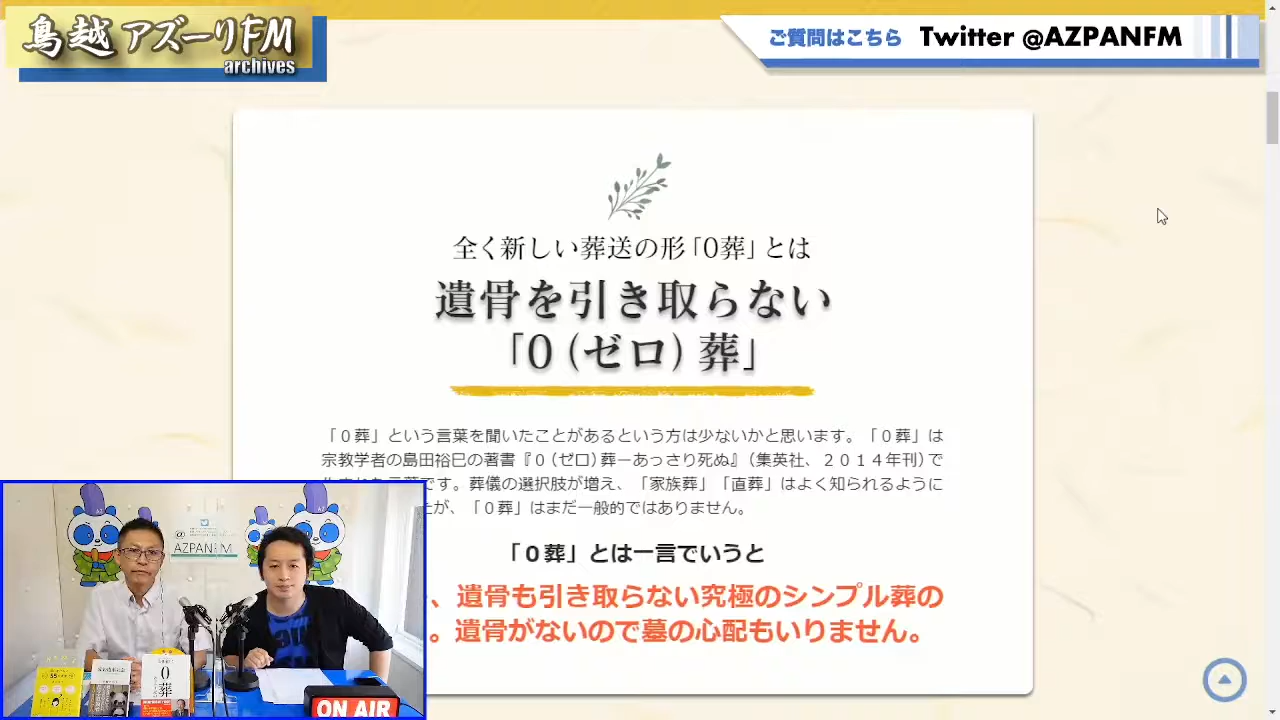 鳥越アズーリFM
archives
ご質問はこちら Twitter @AZPANFM
全く新しい葬送の形「0葬」とは
遺骨を引き取らない
「0（ゼロ）葬」
「０葬」という言葉を聞いたことがあるという方は少ないかと思います。「０葬」は
宗教学者の島田裕巳の著書『０（ゼロ）葬－あっさり死ぬ』（集英社、２０１４年刊）で
です。葬儀の選択肢が増え、「家族葬」「直葬」はよく知られるように
が、「０葬」はまだ一般的ではありません。
「０葬」とは一言でいうと
、遺骨も引き取らない究極のシンプル葬の
。遺骨がないので墓の心配もいりません。
@
AZPANFM
0葬
ON AIR